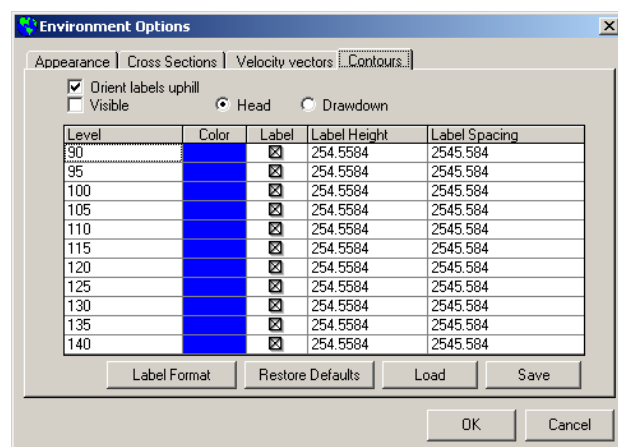 Environment Options
Appearance Cross Sections Velocity vectors Contours
Orient labels uphill
Visible Head Drawdown
Level Color Label Label Height Label Spacing
90 254.5584 2545.584
95 254.5584 2545.584
100 254.5584 2545.584
105 254.5584 2545.584
110 254.5584 2545.584
115 254.5584 2545.584
120 254.5584 2545.584
125 254.5584 2545.584
130 254.5584 2545.584
135 254.5584 2545.584
140 254.5584 2545.584
Label Format Restore Defaults Load Save
OK Cancel